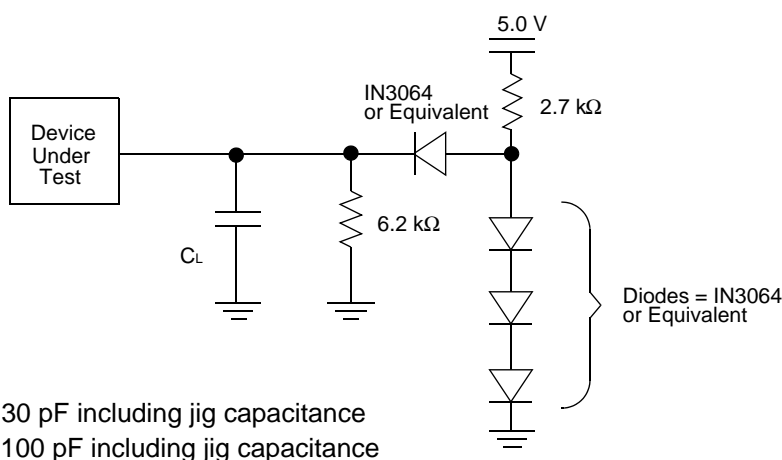 5.0 V
IN3064
or Equivalent
2.7 kΩ
Device
Under
Test
6.2 kΩ
CL
Diodes = IN3064
or Equivalent
30 pF including jig capacitance
100 pF including jig capacitance